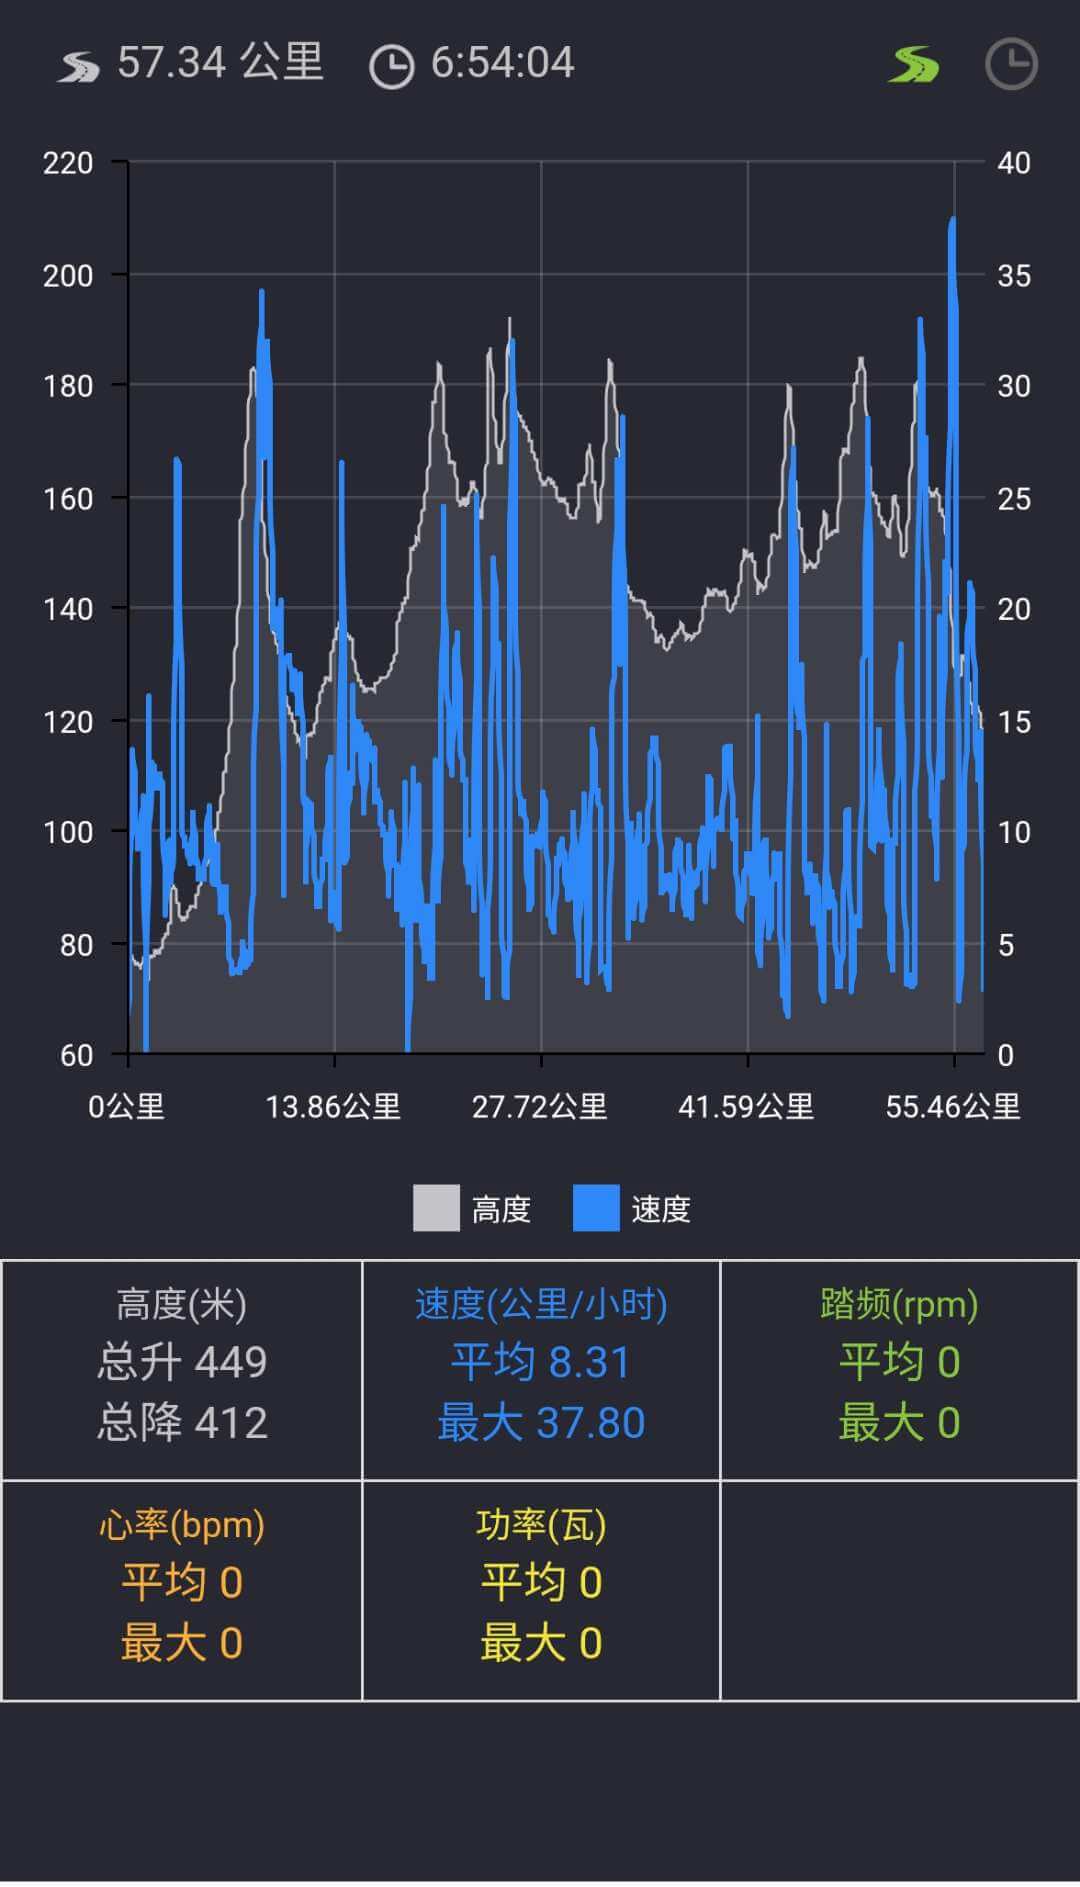 57.34 公里 6:54:04
220 40
200 35
180 30
160 25
140 20
120 15
100 10
80 5
60 0
0公里 13.86公里 27.72公里 41.59公里 55.46公里
高度 速度
高度(米) 速度(公里/小时) 踏频(rpm)
总升 449 平均 8.31 平均 0
总降 412 最大 37.80 最大 0
心率(bpm) 功率(瓦)
平均 0 平均 0
最大 0 最大 0